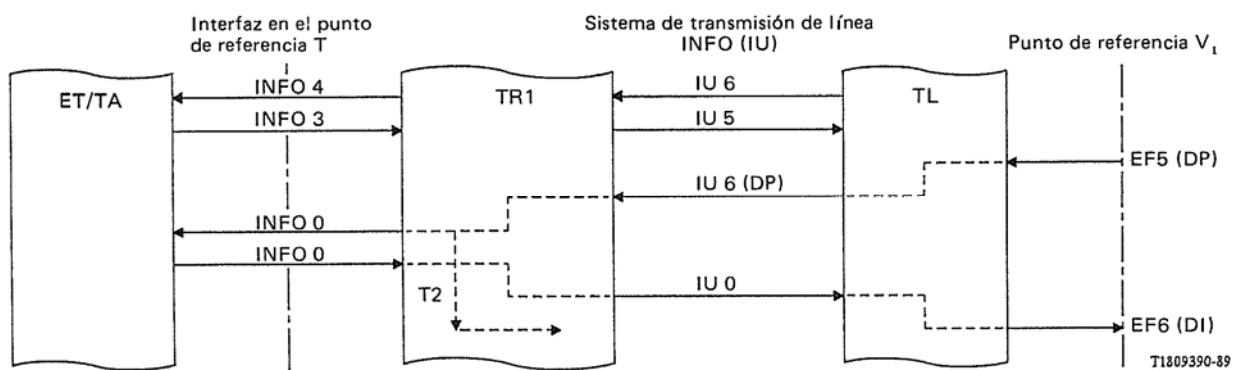 Interfaz en el punto
de referencia T
Sistema de transmisión de línea
INFO (IU)
Punto de referencia V₁
ET/TA
INFO 4
TR1
IU 6
TL
INFO 3
IU 5
EF5 (DP)
IU 6 (DP)
INFO 0
INFO 0
T2
IU 0
EF6 (DI)
T1809390-89